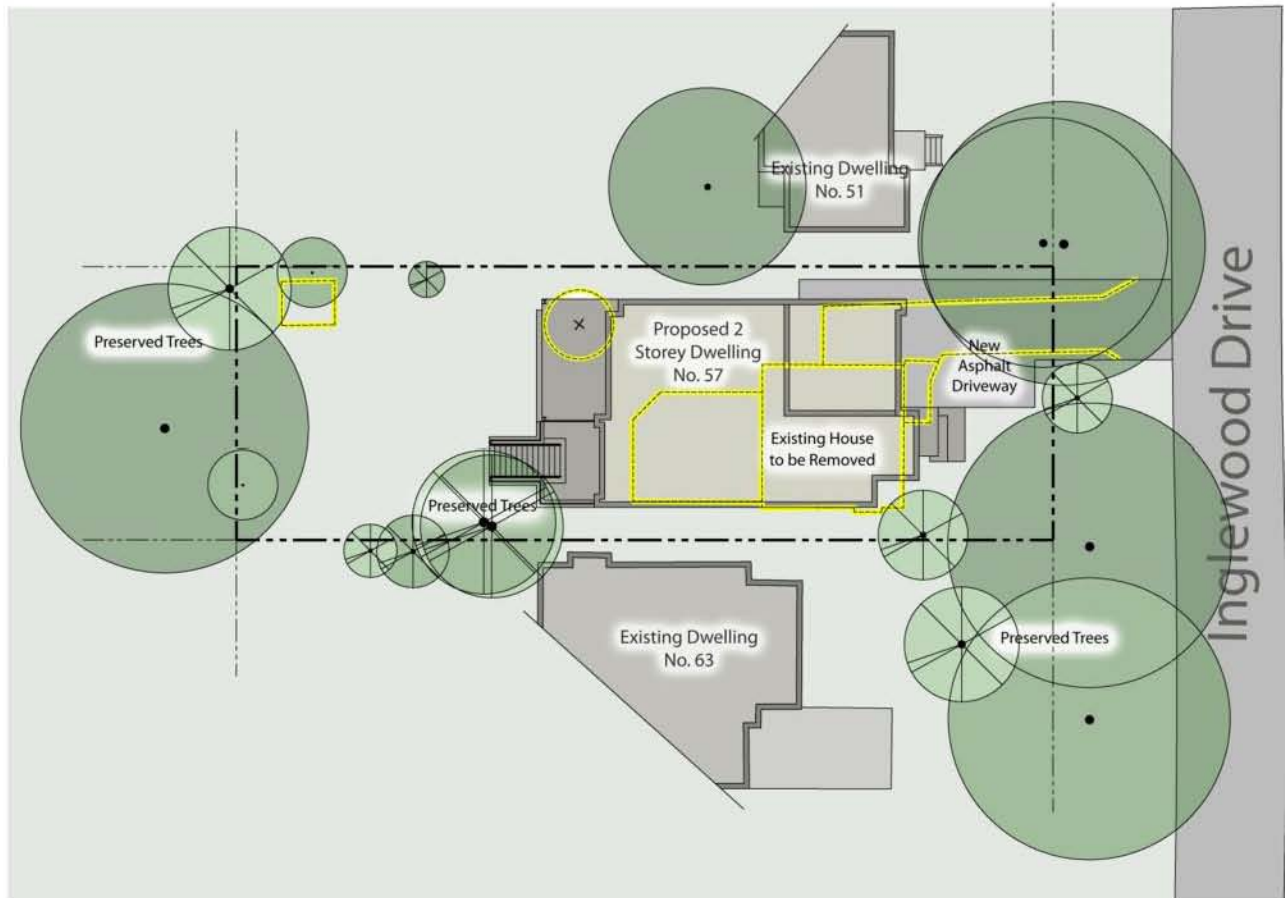 Existing Dwelling
No. 51
Preserved Trees
Proposed 2
Storey Dwelling
No. 57
New
Asphalt
Driveway
Existing House
to be Removed
Preserved Trees
Existing Dwelling
No. 63
Preserved Trees
Inglewood Drive